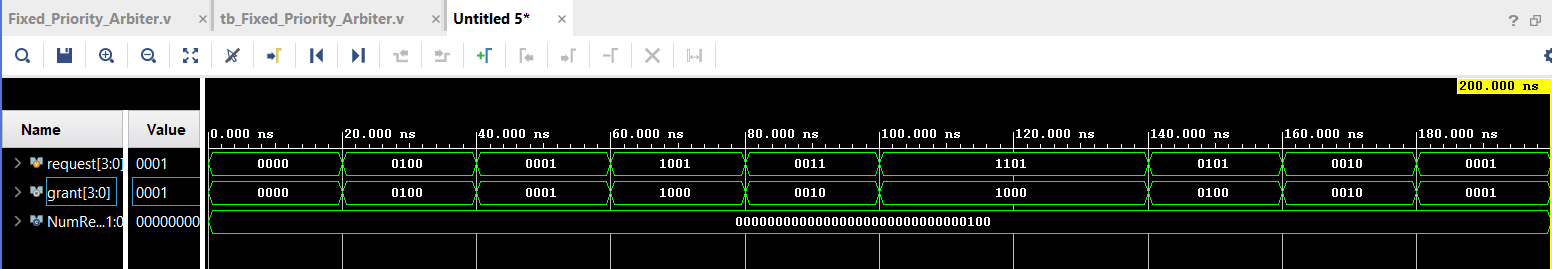 Fixed_Priority_Arbiter.v × tb_Fixed_Priority_Arbiter.v × Untitled 5* ×
?
200.000 ns
Name Value 0.000 ns 20.000 ns 40.000 ns 60.000 ns 80.000 ns 100.000 ns 120.000 ns 140.000 ns 160.000 ns 180.000 ns
request[3:0] 0001 0000 0100 0001 1001 0011 1101 0101 0010 0001
grant[3:0] 0001 0000 0100 0001 1000 0010 1000 0100 0010 0001
NumRe...1:0 00000000 00000000000000000000000000000100